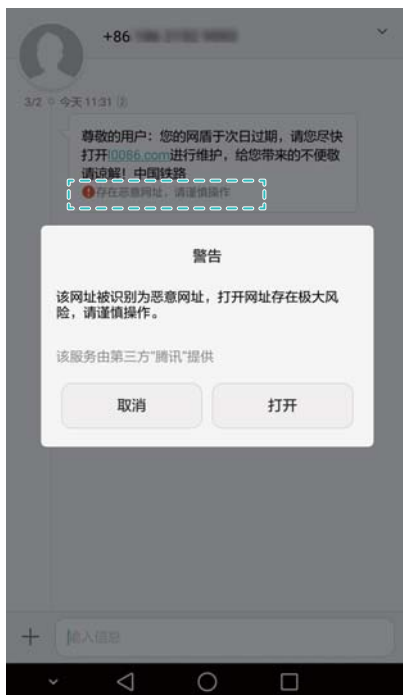 +86
3/2 今天 11:31 ②
尊敬的用户：您的网盾于次日过期，请您尽快
打开l0086.com进行维护，给您带来的不便敬
请谅解！中国铁路
存在恶意网址，请谨慎操作
警告
该网址被识别为恶意网址，打开网址存在极大风
险，请谨慎操作。
该服务由第三方“腾讯”提供
取消 打开
输入信息